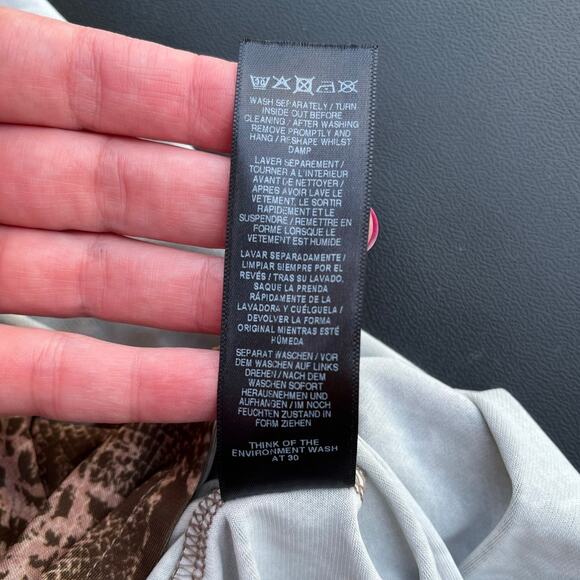 30
WASH SEPARATELY / TURN
INSIDE OUT BEFORE
CLEANING / AFTER WASHING
REMOVE PROMPTLY AND
HANG / RESHAPE WHILST
DAMP
LAVER SEPAREMENT /
TOURNER A L'INTERIEUR
AVANT DE NETTOYER /
APRES AVOIR LAVE LE
VETEMENT, LE SORTIR
RAPIDEMENT ET LE
SUSPENDRE / REMETTRE EN
FORME LORSQUE LE
VETEMENT EST HUMIDE
LAVAR SEPARADAMENTE /
LIMPIAR SIEMPRE POR EL
REVÉS / TRAS SU LAVADO,
SAQUE LA PRENDA
RÁPIDAMENTE DE LA
LAVADORA Y CUÉLGUELA /
DEVOLVER LA FORMA
ORIGINAL MIENTRAS ESTÉ
HÚMEDA
SEPARAT WASCHEN / VOR
DEM WASCHEN AUF LINKS
DREHEN / NACH DEM
WASCHEN SOFORT
HERAUSNEHMEN UND
AUFHANGEN / IM NOCH
FEUCHTEN ZUSTAND IN
FORM ZIEHEN
THINK OF THE
ENVIRONMENT WASH
AT 30